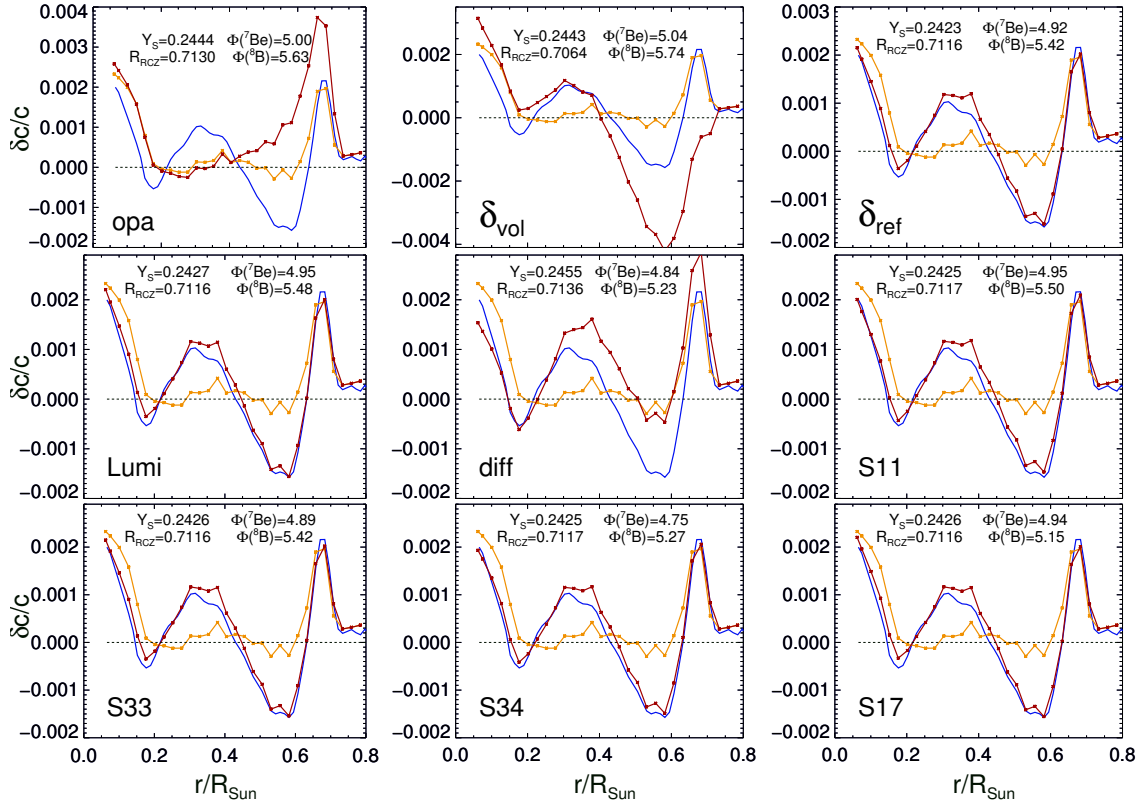 Y_S=0.2444 Φ(⁷Be)=5.00
R_RCZ=0.7130 Φ(⁸B)=5.63
0.004
0.003
0.002
0.001
0.000
−0.001
−0.002
δc/c
opa
Y_S=0.2443 Φ(⁷Be)=5.04
R_RCZ=0.7064 Φ(⁸B)=5.74
0.002
0.000
−0.002
−0.004
δ_vol
Y_S=0.2423 Φ(⁷Be)=4.92
R_RCZ=0.7116 Φ(⁸B)=5.42
0.002
0.001
0.000
−0.001
−0.002
δ_ref
Y_S=0.2427 Φ(⁷Be)=4.95
R_RCZ=0.7116 Φ(⁸B)=5.48
0.002
0.001
0.000
−0.001
−0.002
δc/c
Lumi
Y_S=0.2455 Φ(⁷Be)=4.84
R_RCZ=0.7136 Φ(⁸B)=5.23
0.002
0.001
0.000
−0.001
−0.002
diff
Y_S=0.2425 Φ(⁷Be)=4.95
R_RCZ=0.7117 Φ(⁸B)=5.50
0.002
0.001
0.000
−0.001
−0.002
S11
Y_S=0.2426 Φ(⁷Be)=4.89
R_RCZ=0.7116 Φ(⁸B)=5.42
0.002
0.001
0.000
−0.001
−0.002
δc/c
S33
0.0 0.2 0.4 0.6 0.8
r/R_Sun
Y_S=0.2425 Φ(⁷Be)=4.75
R_RCZ=0.7117 Φ(⁸B)=5.27
0.002
0.001
0.000
−0.001
−0.002
S34
0.0 0.2 0.4 0.6 0.8
r/R_Sun
Y_S=0.2426 Φ(⁷Be)=4.94
R_RCZ=0.7116 Φ(⁸B)=5.15
0.002
0.001
0.000
−0.001
−0.002
S17
0.0 0.2 0.4 0.6 0.8
r/R_Sun